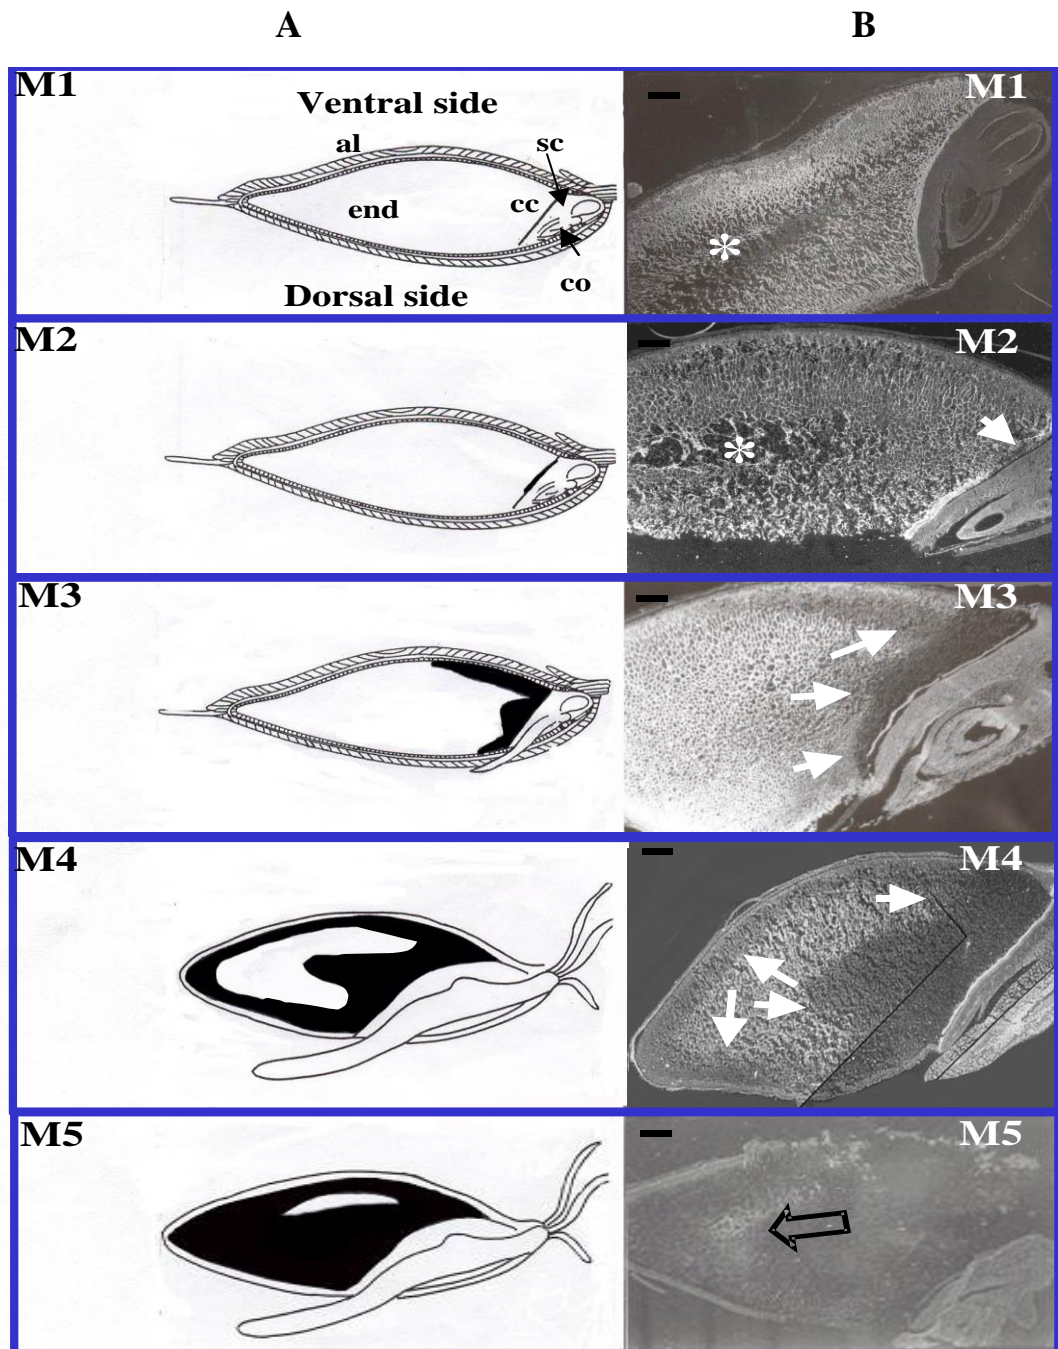 A B
M1 M1
Ventral side
al sc
end cc
co
Dorsal side
M2 M2
M3 M3
M4 M4
M5 M5